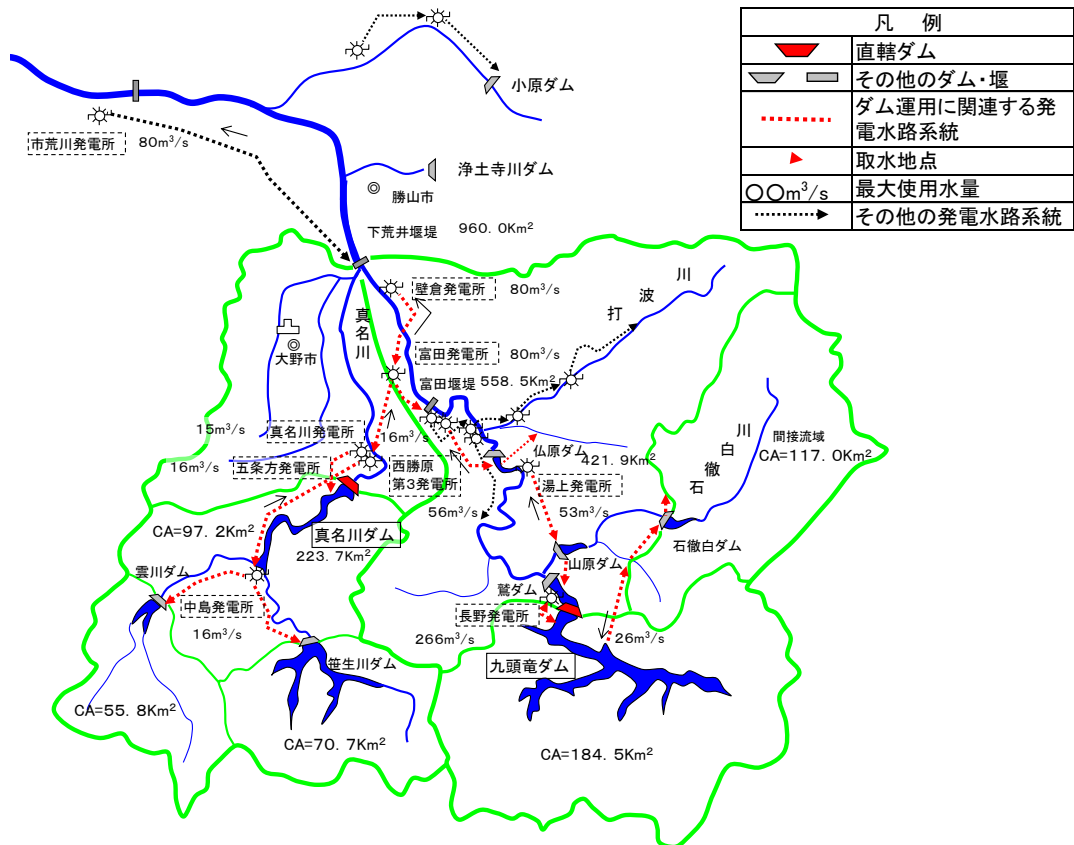 凡 例
直轄ダム
その他のダム・堰
ダム運用に関連する発
電水路系統
取水地点
○○m³/s
最大使用水量
その他の発電水路系統
小原ダム
市荒川発電所
80m³/s
浄土寺川ダム
勝山市
下荒井堰堤
960.0Km²
壁倉発電所
80m³/s
打波川
真名川
大野市
富田発電所
80m³/s
富田堰堤
558.5Km²
15m³/s
真名川発電所
16m³/s
16m³/s
五条方発電所
西勝原
第3発電所
仏原ダム
421.9Km²
石徹白川
間接流域
CA=117.0Km²
湯上発電所
56m³/s
53m³/s
CA=97.2Km²
真名川ダム
223.7Km²
石徹白ダム
山原ダム
雲川ダム
鷲ダム
中島発電所
長野発電所
16m³/s
266m³/s
26m³/s
笹生川ダム
九頭竜ダム
CA=55.8Km²
CA=70.7Km²
CA=184.5Km²